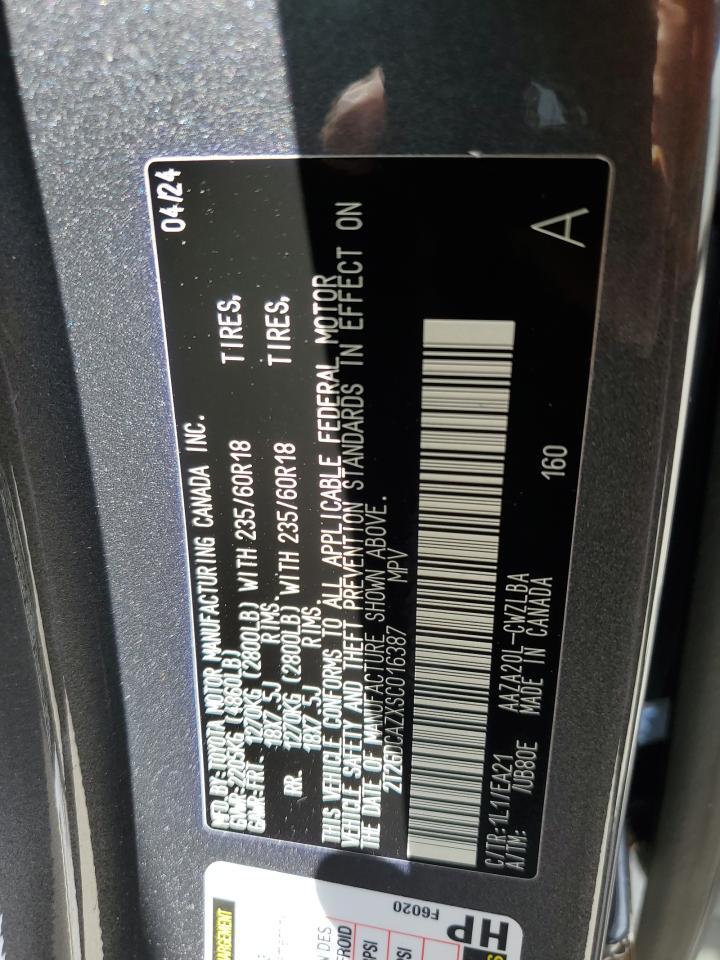 MFD.BY:TOYOTA MOTOR MANUFACTURING CANADA INC. 04/24
GVWR-2205KG (4860LB)
GAWR-FR. 1270KG (2800LB) WITH 235/60R18 TIRES,
18X7.5J RIMS.
RR. 1270KG (2800LB) WITH 235/60R18 TIRES,
18X7.5J RIMS.
THIS VEHICLE CONFORMS TO ALL APPLICABLE FEDERAL MOTOR
VEHICLE SAFETY AND THEFT PREVENTION STANDARDS IN EFFECT ON
THE DATE OF MANUFACTURE SHOWN ABOVE.
MPV
C/TR:1L1/EA21 160 A
A/TM: /UB80E AAZA20L-CWZLBA
MADE IN CANADA
F6020
HP